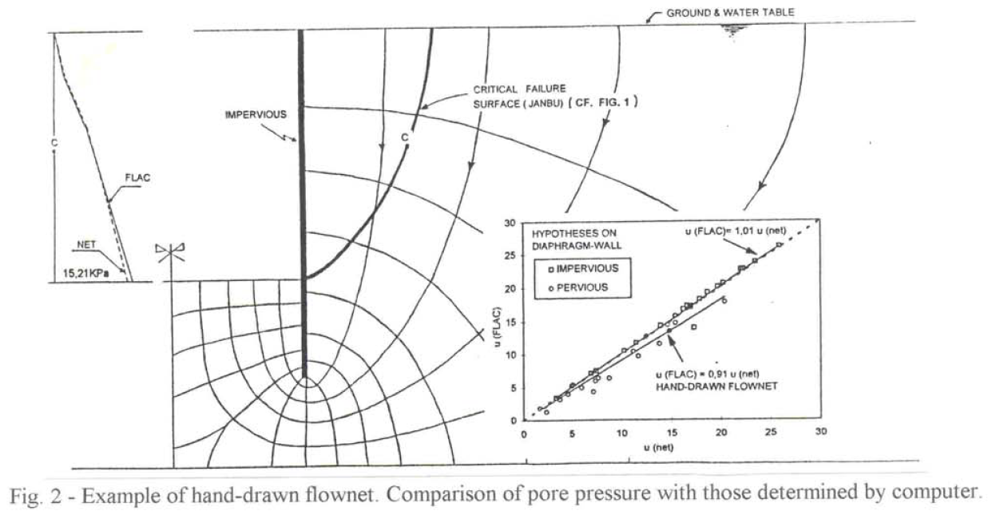 GROUND & WATER TABLE
CRITICAL FAILURE
SURFACE (JANBU) (CF. FIG. 1)
IMPERVIOUS
C
C
FLAC
NET
15,21KPa
HYPOTHESES ON
DIAPHRAGM-WALL
IMPERVIOUS
PERVIOUS
u (FLAC)= 1,01 u (net)
u (FLAC) = 0,91 u (net)
HAND-DRAWN FLOWNET
u (FLAC)
30
25
20
15
10
5
0
0 5 10 15 20 25 30
u (net)
Fig. 2 - Example of hand-drawn flownet. Comparison of pore pressure with those determined by computer.